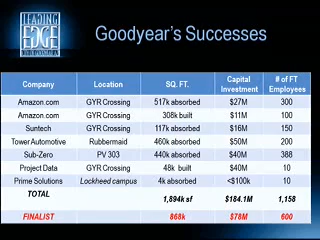 LEADING
EDGE
Goodyear's Successes
Company Location SQ. FT. Capital Investment # of FT Employees
Amazon.com GYR Crossing 517k absorbed $27M 300
Amazon.com GYR Crossing 308k built $11M 100
Suntech GYR Crossing 117k absorbed $16M 150
Tower Automotive Rubbermaid 460k absorbed $50M 200
Sub-Zero PV 303 440k absorbed $40M 388
Project Data GYR Crossing 48k built $40M 10
Prime Solutions Lockheed campus 4k absorbed <$100k 10
TOTAL 1,894k sf $184.1M 1,158
FINALIST 868k $78M 600